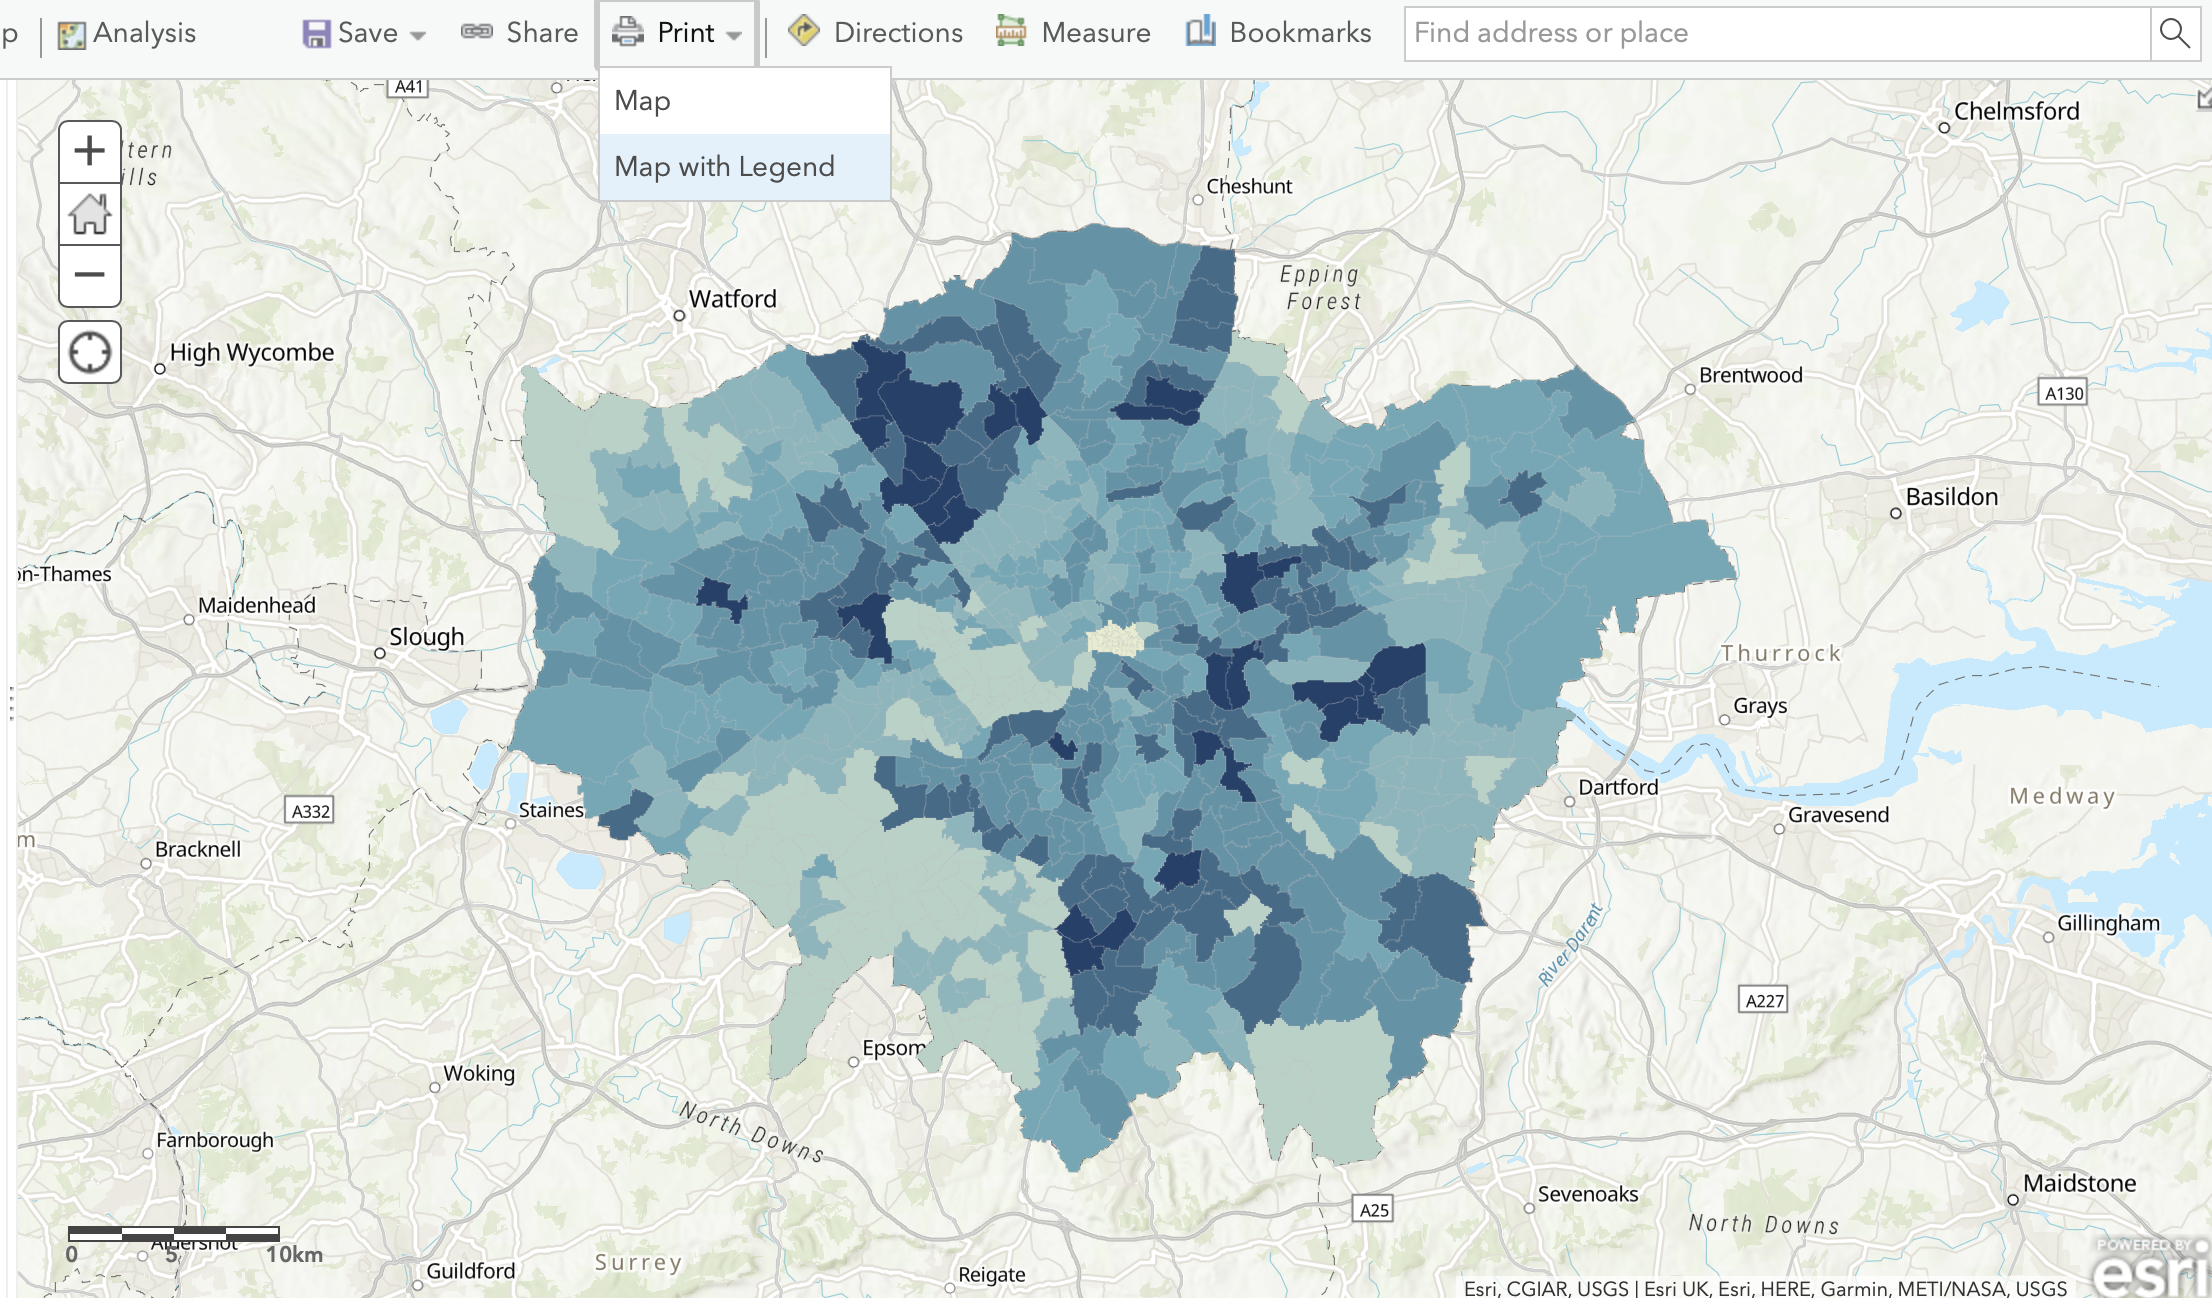 p
Analysis
Save
Share
Print
Directions
Measure
Bookmarks
Find address or place
Map
Map with Legend
A41
Chelmsford
ltern
ills
Cheshunt
Epping
Forest
Watford
High Wycombe
Brentwood
A130
Basildon
on-Thames
Maidenhead
Slough
Thurrock
Grays
Dartford
Gravesend
Medway
Staines
A332
m
Bracknell
Gillingham
River Darent
A227
Epsom
Woking
North Downs
Farnborough
Sevenoaks
Maidstone
A25
North Downs
Aldershot
0 5 10km
Surrey
Guildford
Reigate
POWERED BY
esri
Esri, CGIAR, USGS | Esri UK, Esri, HERE, Garmin, METI/NASA, USGS